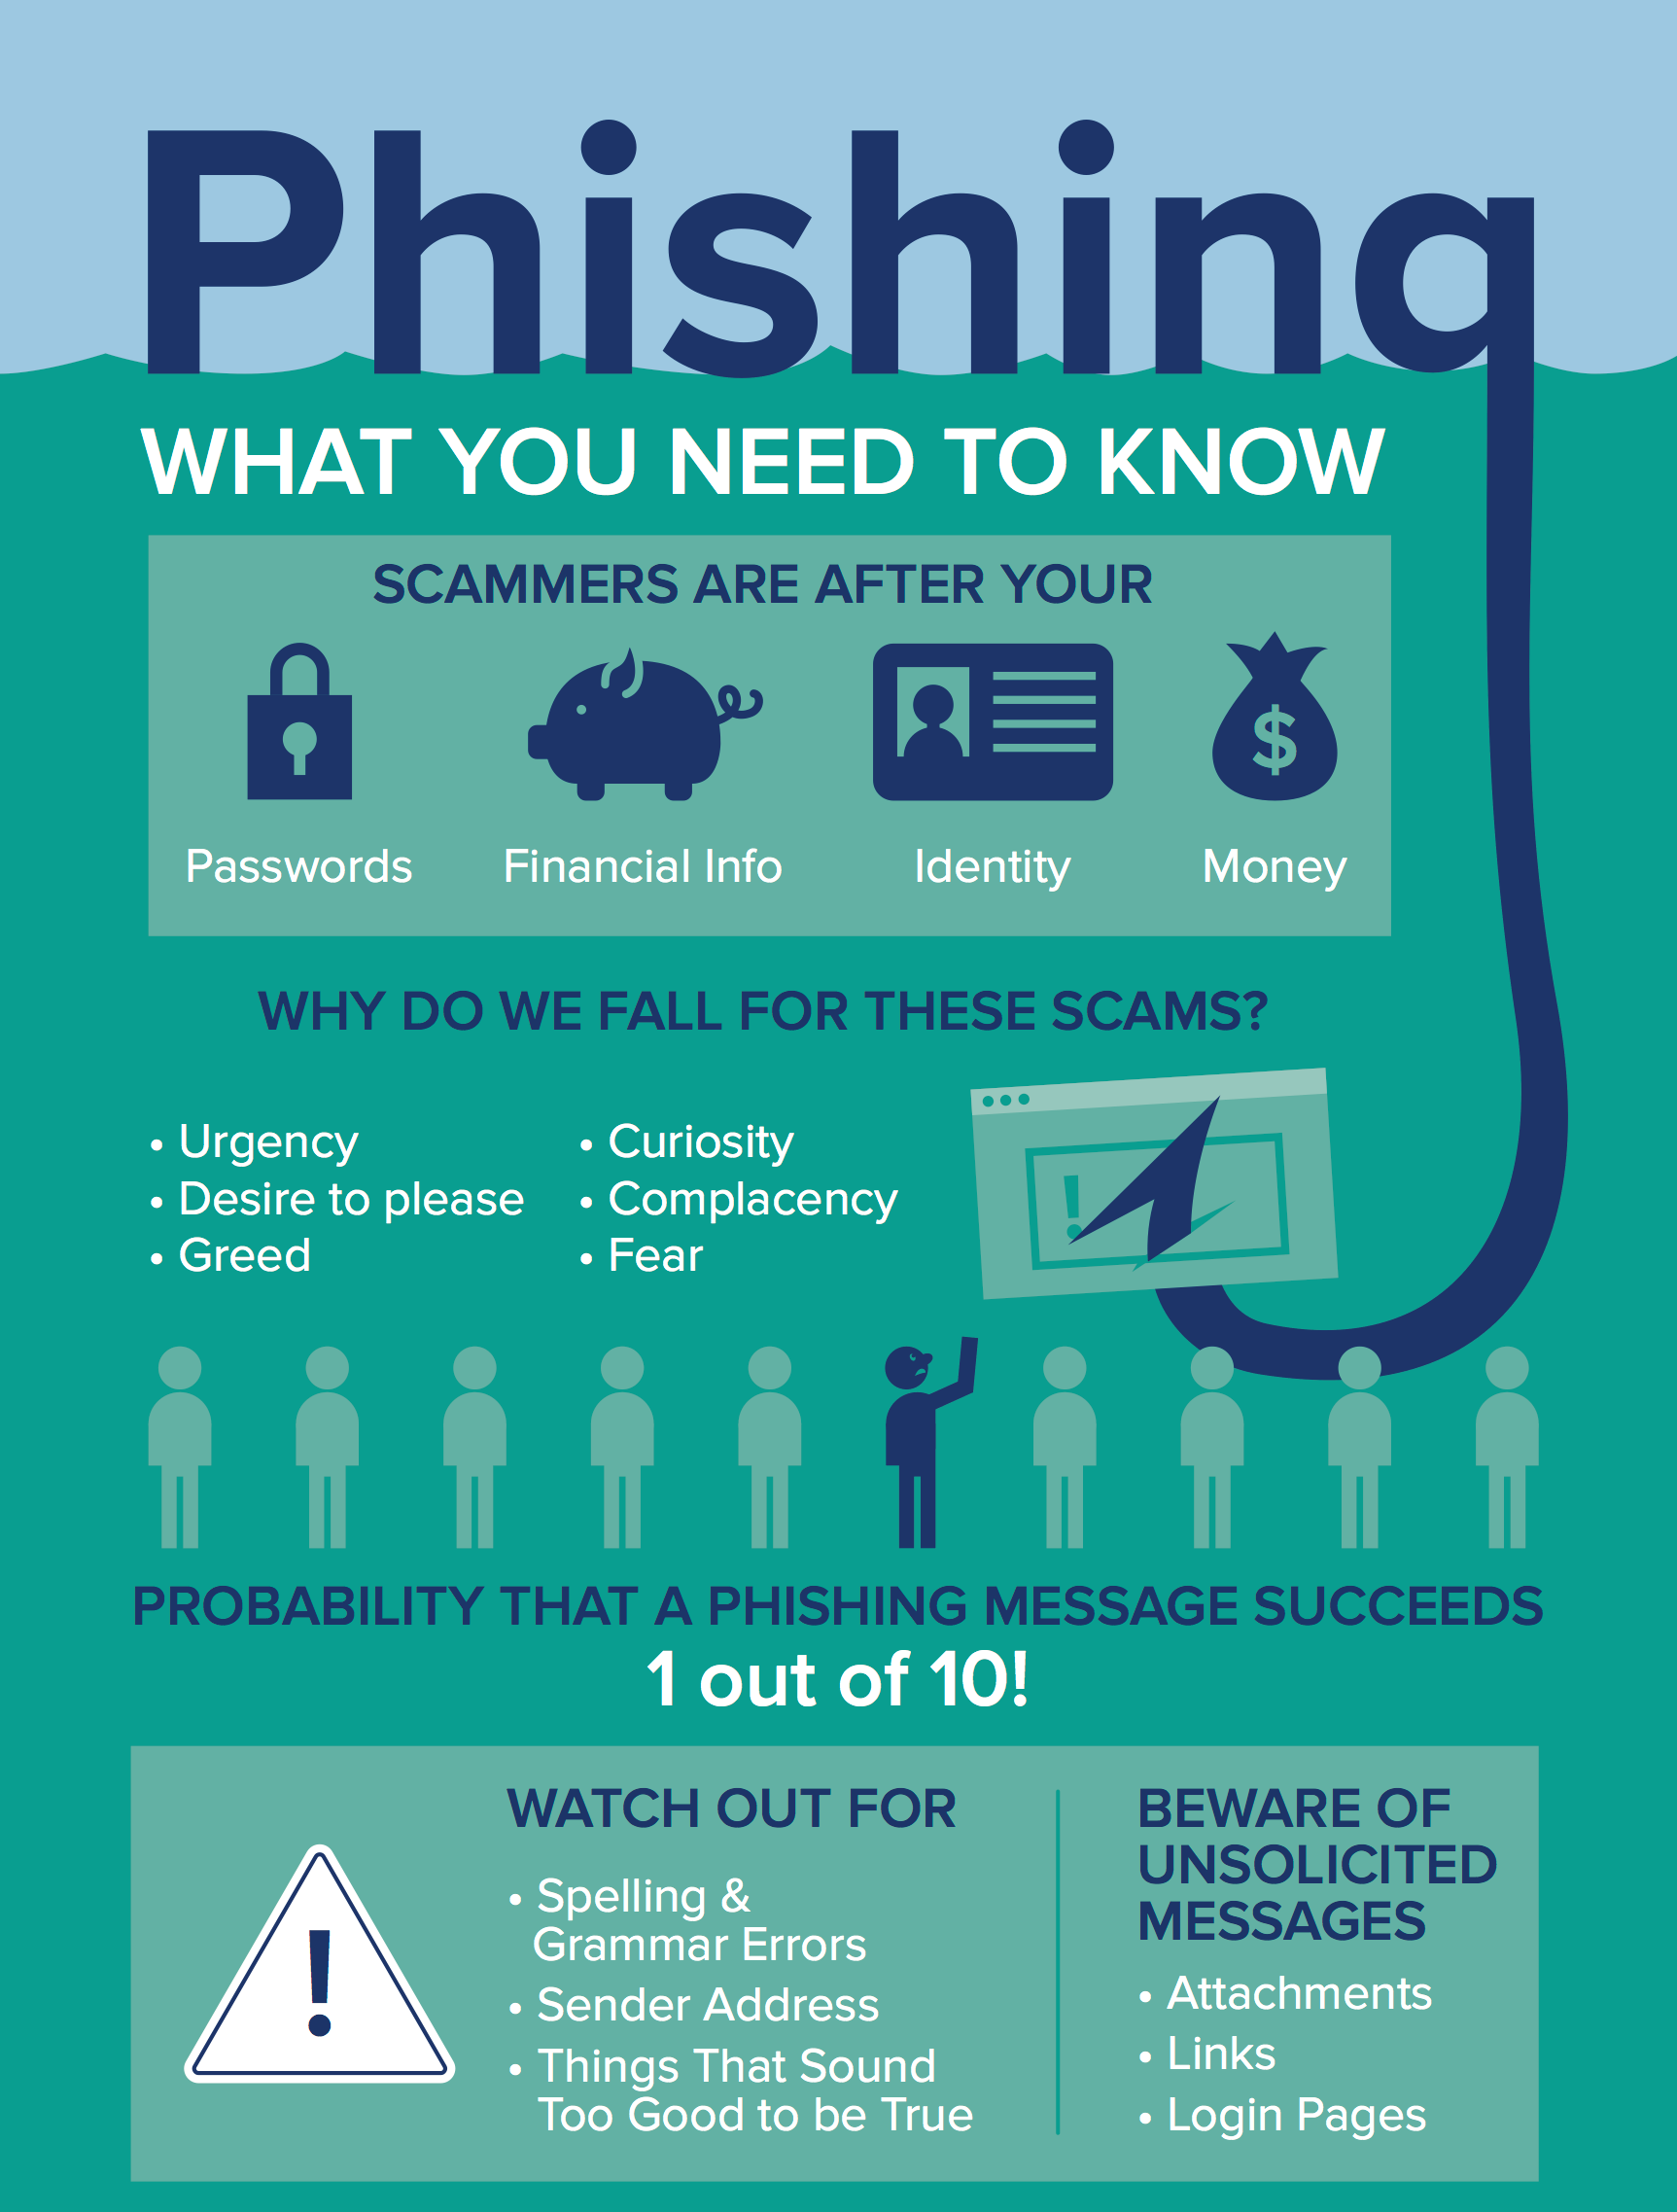 Phishing
WHAT YOU NEED TO KNOW
SCAMMERS ARE AFTER YOUR
Passwords
Financial Info
Identity
$
Money
WHY DO WE FALL FOR THESE SCAMS?
• Urgency
• Desire to please
• Greed
• Curiosity
• Complacency
• Fear
!
PROBABILITY THAT A PHISHING MESSAGE SUCCEEDS
1 out of 10!
!
WATCH OUT FOR
• Spelling &
Grammar Errors
• Sender Address
• Things That Sound
Too Good to be True
BEWARE OF
UNSOLICITED
MESSAGES
• Attachments
• Links
• Login Pages